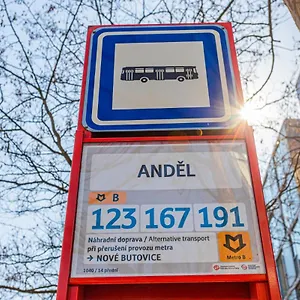 ANDĚL
B
123 167 191
Náhradní doprava / Alternative transport
při přerušení provozu metra
→ NOVÉ BUTOVICE
Metro B